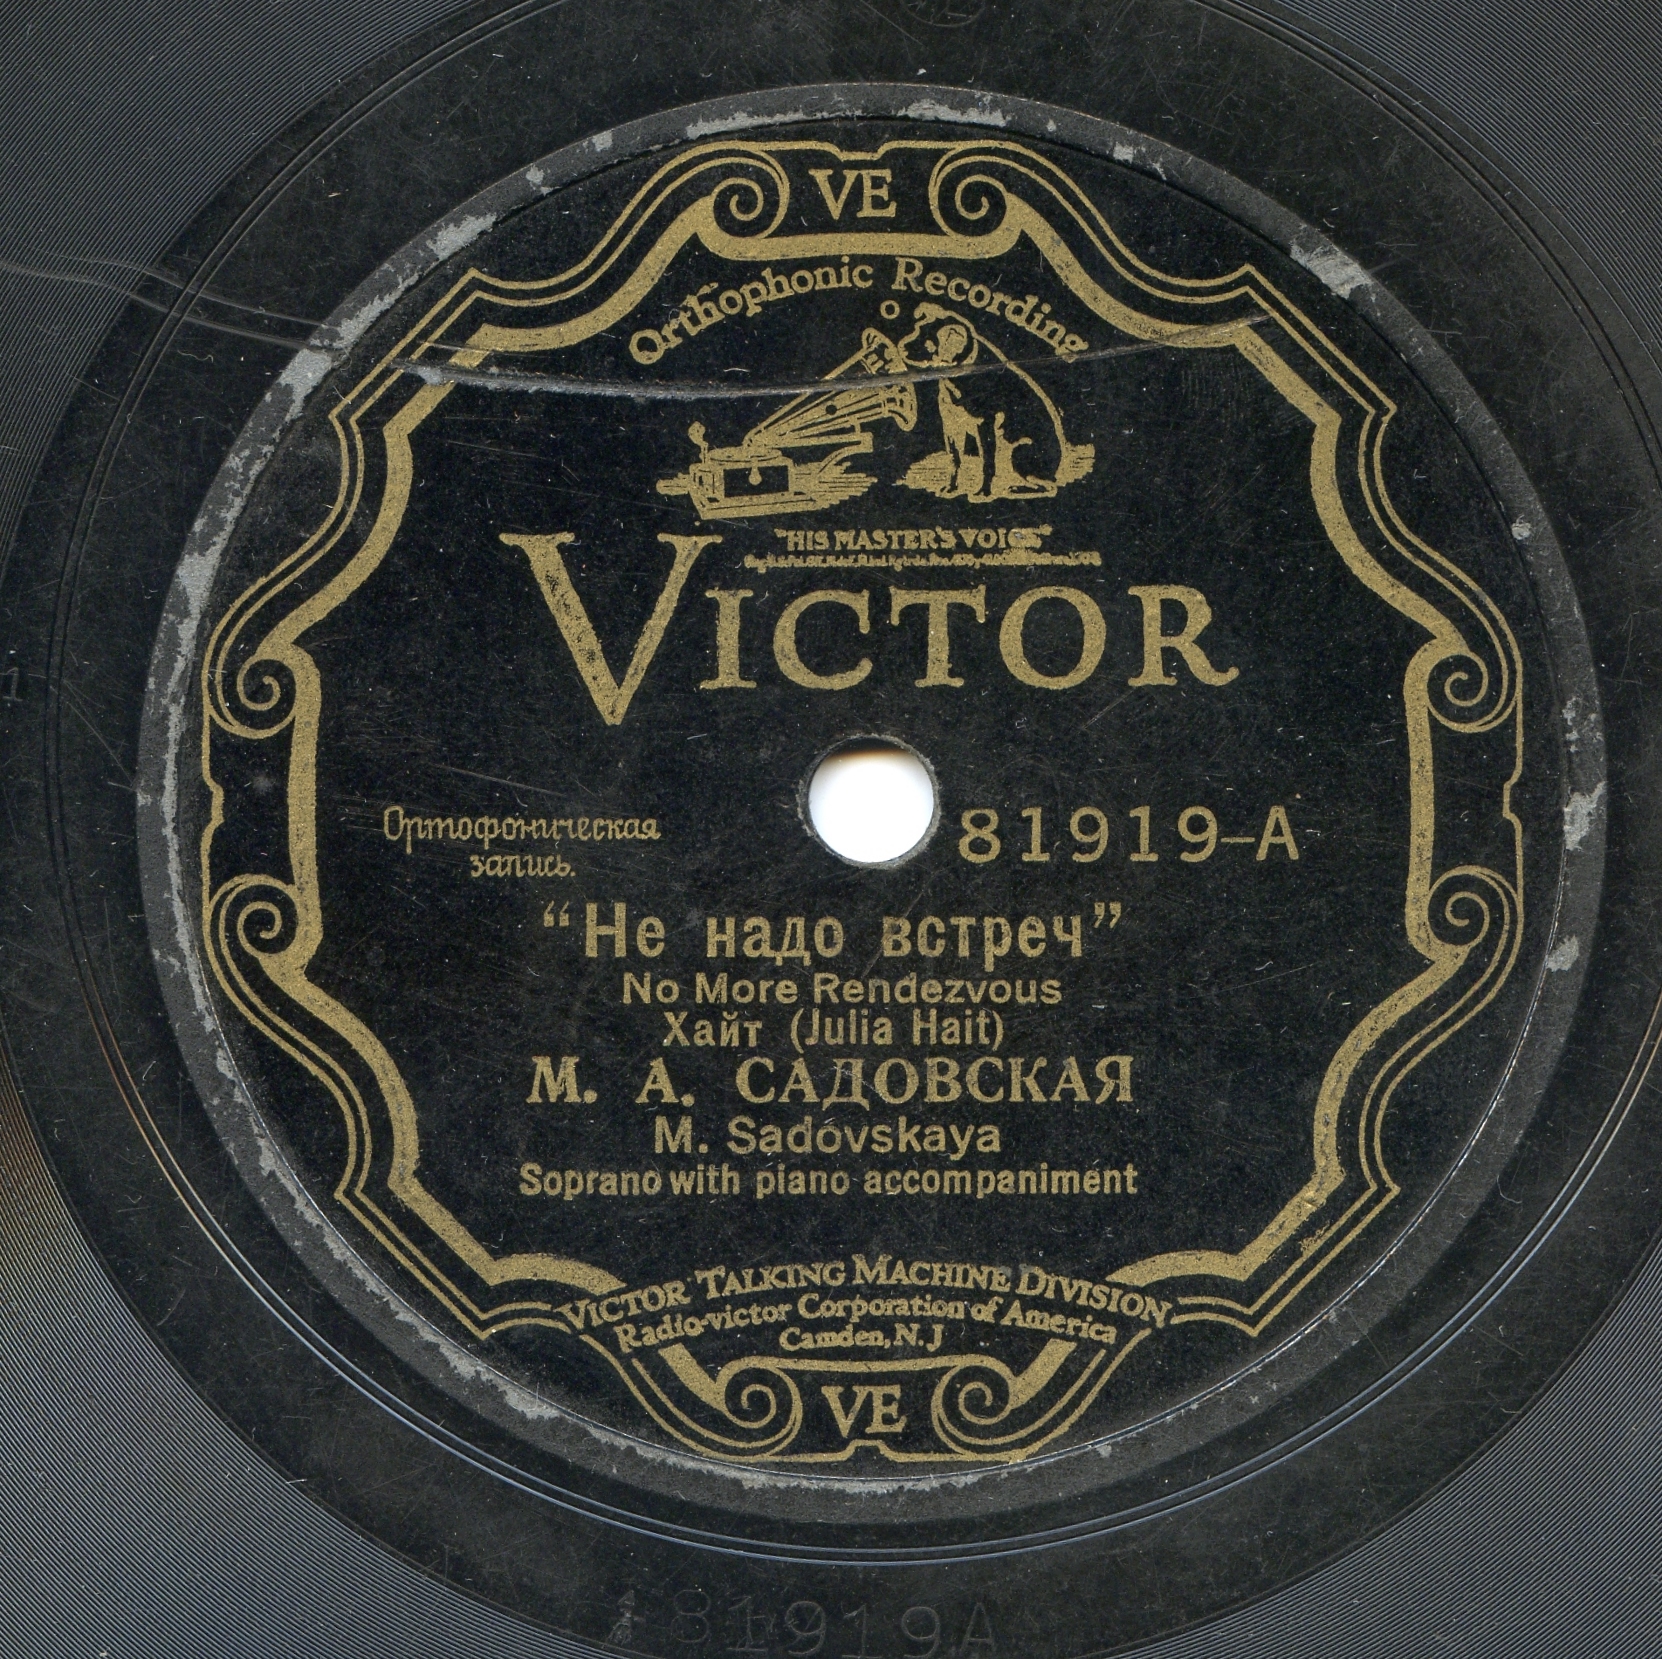 VE
Orthophonic Recording
"HIS MASTER'S VOICE"
VICTOR
Ортофоническая
запись.
81919-A
“Не надо встреч”
No More Rendezvous
Хайт (Julia Hait)
М. А. САДОВСКАЯ
M. Sadovskaya
Soprano with piano accompaniment
VICTOR TALKING MACHINE DIVISION
Radio-Victor Corporation of America
Camden, N. J
VE
81919A